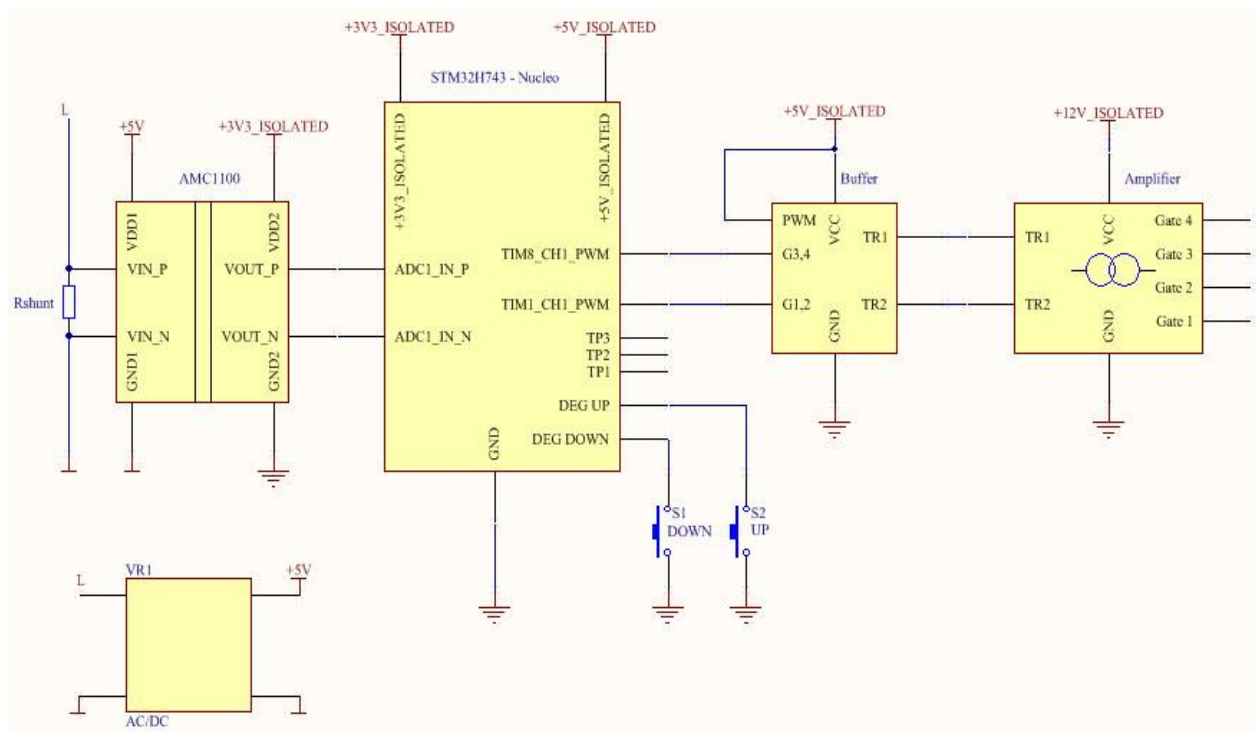 +3V3_ISOLATED
+5V_ISOLATED
STM32H743 - Nucleo
L
+5V
+3V3_ISOLATED
+5V_ISOLATED
+12V_ISOLATED
AMC1100
Buffer
Amplifier
VDD1
VDD2
VIN_P
VOUT_P
Rshunt
VIN_N
VOUT_N
GND1
GND2
+3V3_ISOLATED
+5V_ISOLATED
ADC1_IN_P
TIM8_CH1_PWM
ADC1_IN_N
TIM1_CH1_PWM
TP3
TP2
TP1
DEG UP
DEG DOWN
GND
PWM
VCC
TR1
G3,4
G1,2
TR2
GND
VCC
Gate 4
TR1
Gate 3
Gate 2
TR2
Gate 1
GND
S1
DOWN
S2
UP
VR1
L
+5V
AC/DC